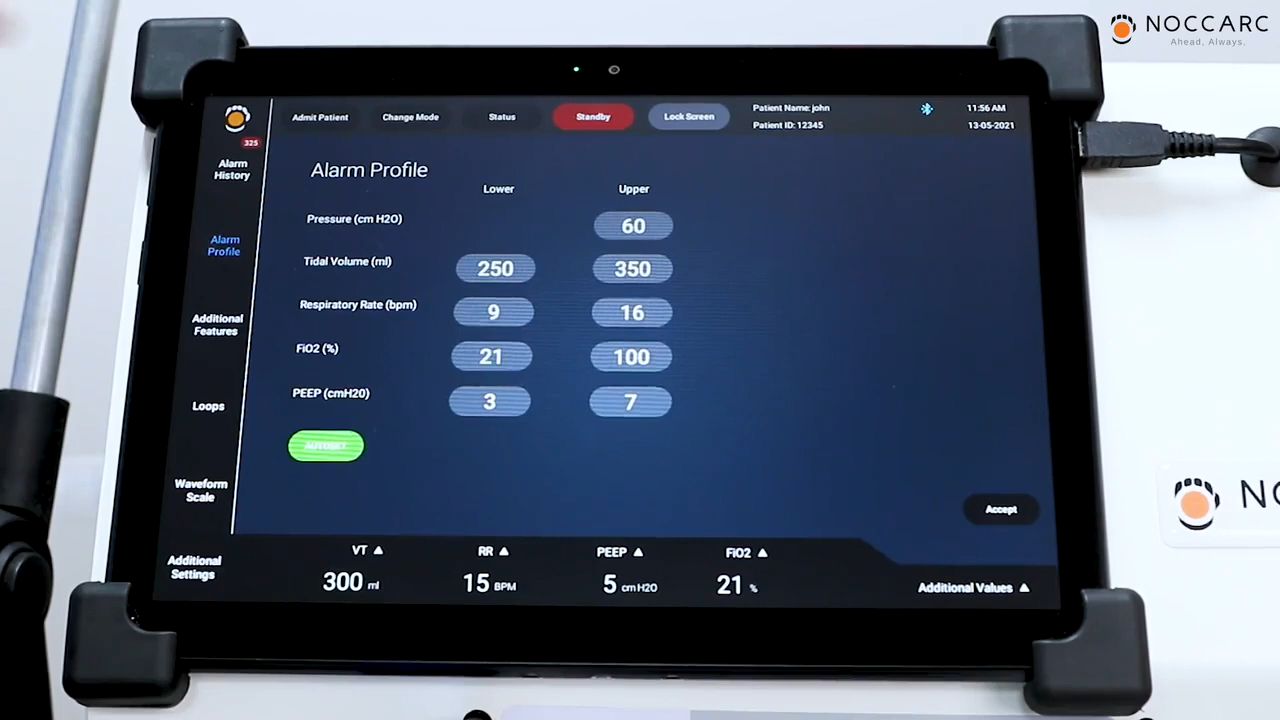 NOCCARC
Ahead, Always.
Admit Patient
Change Mode
Status
Standby
Lock Screen
Patient Name: john
Patient ID: 12345
11:56 AM
13-05-2021
325
Alarm
History
Alarm
Profile
Additional
Features
Loops
Waveform
Scale
Additional
Settings
Alarm Profile
Lower Upper
Pressure (cm H2O) 60
Tidal Volume (ml) 250 350
Respiratory Rate (bpm) 9 16
FiO2 (%) 21 100
PEEP (cmH20) 3 7
Accept
VT ▲ RR ▲ PEEP ▲ FiO2 ▲
300 ml 15 BPM 5 cm H2O 21 %
Additional Values ▲